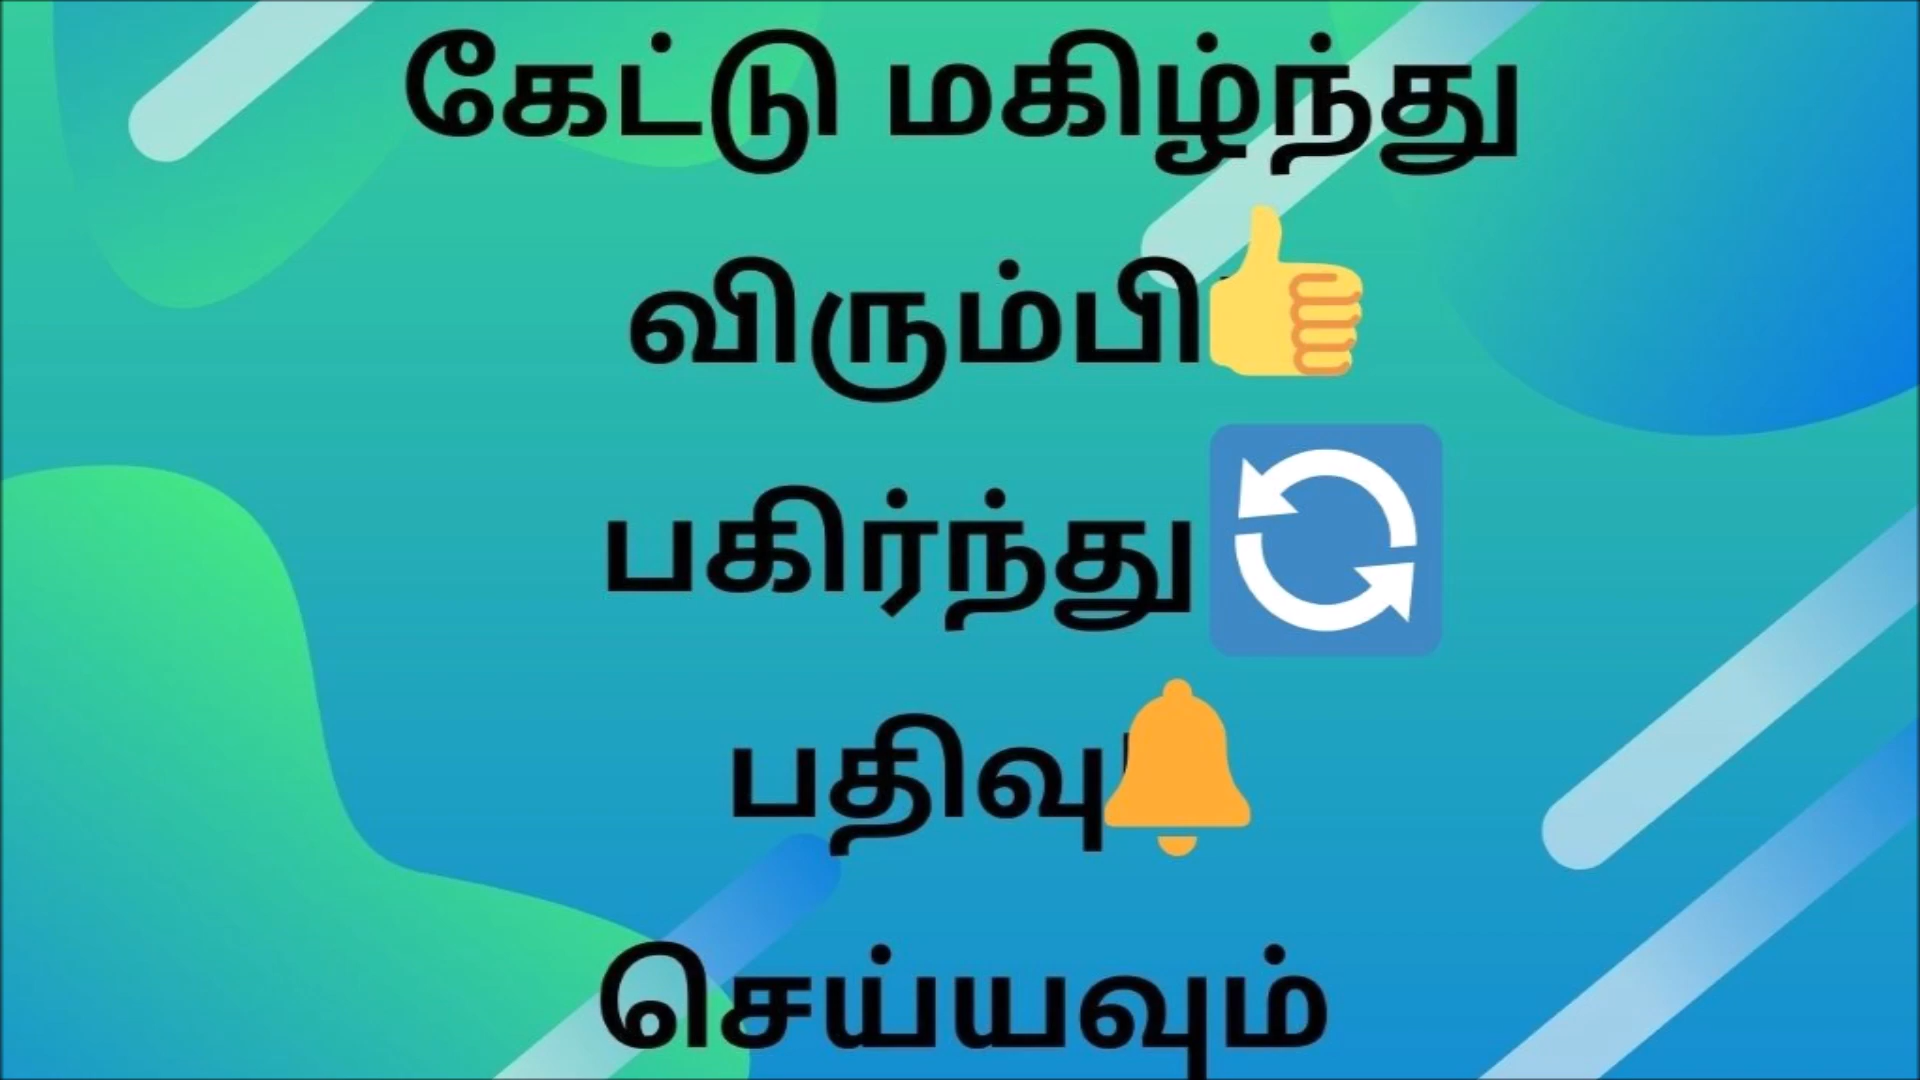 கேட்டு மகிழ்ந்து
விரும்பி👍
பகிர்ந்து 🔄
பதிவு🔔
செய்யவும்